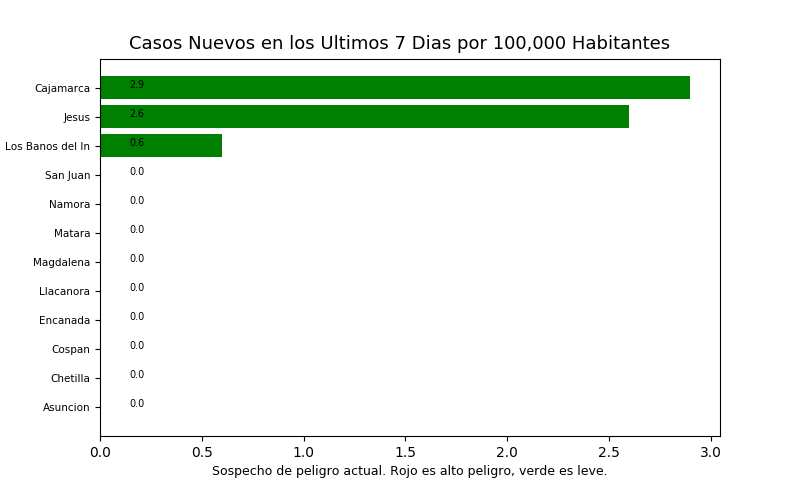 Casos Nuevos en los Ultimos 7 Dias por 100,000 Habitantes
Cajamarca 2.9
Jesus 2.6
Los Banos del In 0.6
San Juan 0.0
Namora 0.0
Matara 0.0
Magdalena 0.0
Llacanora 0.0
Encanada 0.0
Cospan 0.0
Chetilla 0.0
Asuncion 0.0
0.0 0.5 1.0 1.5 2.0 2.5 3.0
Sospecho de peligro actual. Rojo es alto peligro, verde es leve.